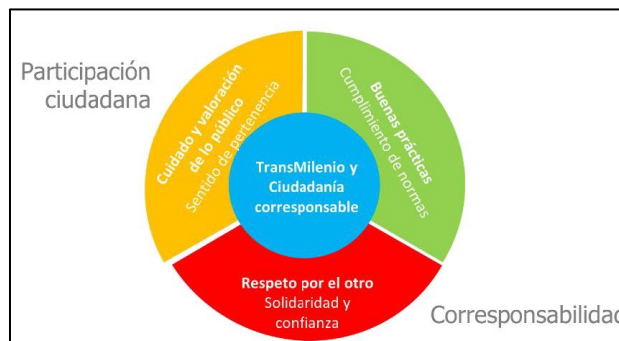 Participación
ciudadana
Cuidado y valoración
de lo público
Sentido de pertenencia
Buenas prácticas
Cumplimiento de normas
TransMilenio y
Ciudadanía
corresponsable
Respeto por el otro
Solidaridad y
confianza
Corresponsabilidad